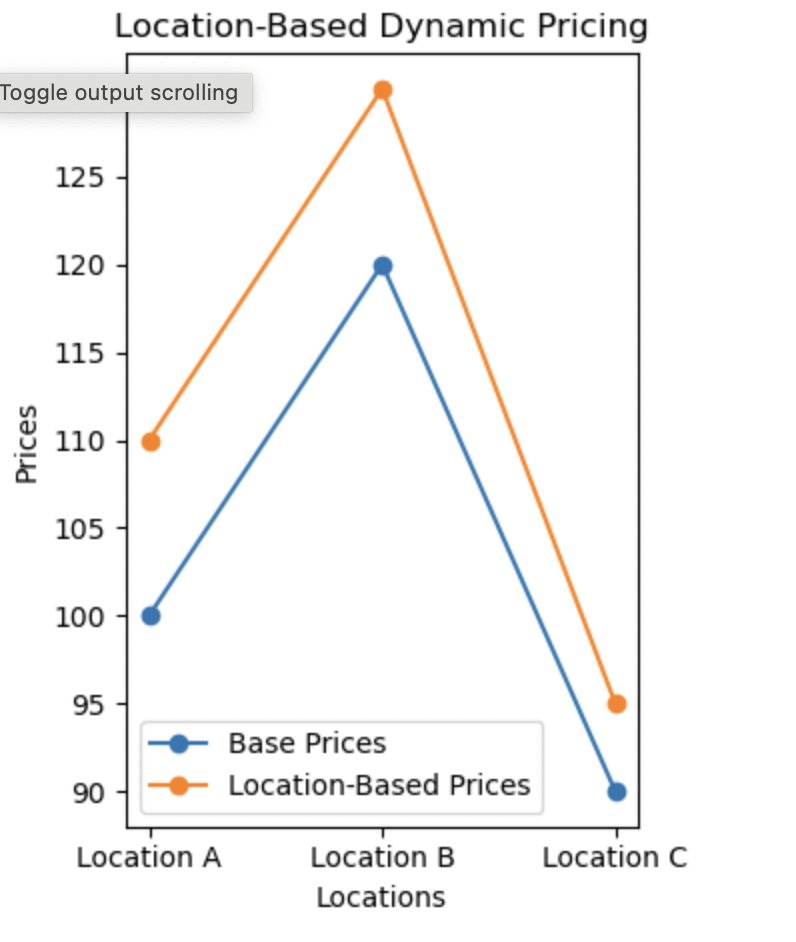 Location-Based Dynamic Pricing
Toggle output scrolling
125
120
115
110
105
100
95
90
Prices
Base Prices
Location-Based Prices
Location A
Location B
Location C
Locations